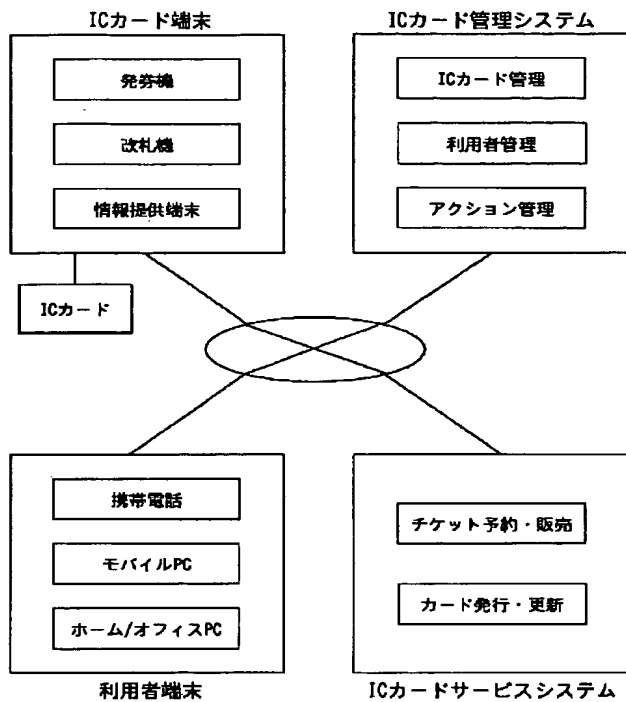 ICカード端末
発券機
改札機
情報提供端末
ICカード
ICカード管理システム
ICカード管理
利用者管理
アクション管理
携帯電話
モバイルPC
ホーム/オフィスPC
利用者端末
チケット予約・販売
カード発行・更新
ICカードサービスシステム